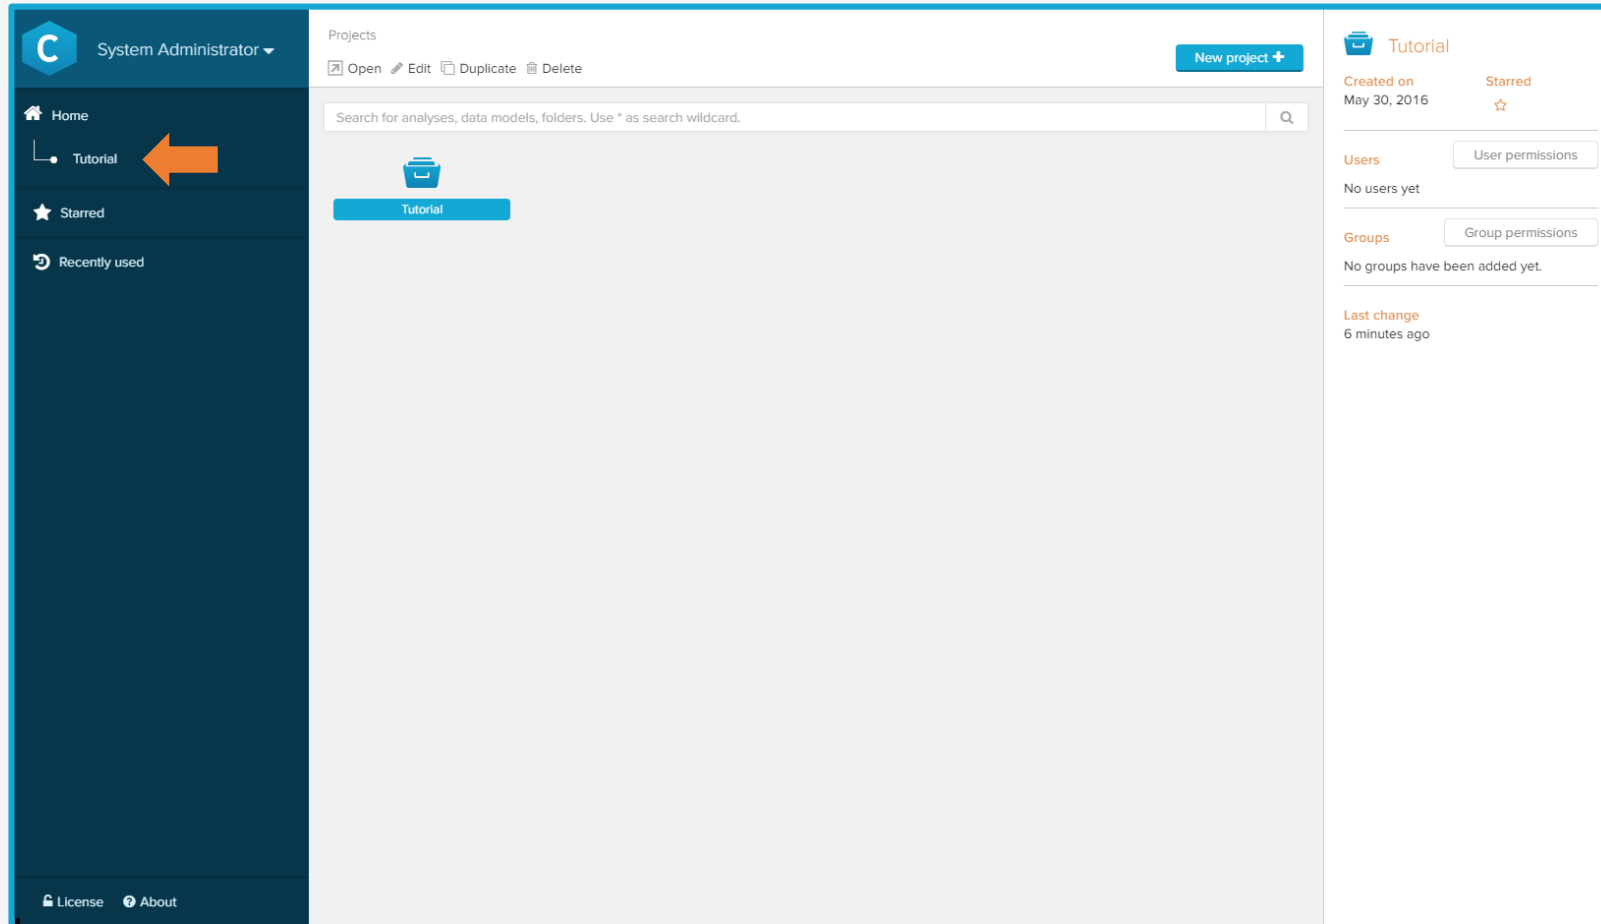 C
System Administrator
Home
Tutorial
Starred
Recently used
License About
Projects
Open Edit Duplicate Delete
New project
Search for analyses, data models, folders. Use * as search wildcard.
Tutorial
Tutorial
Created on Starred
May 30, 2016
Users User permissions
No users yet
Groups Group permissions
No groups have been added yet.
Last change
6 minutes ago